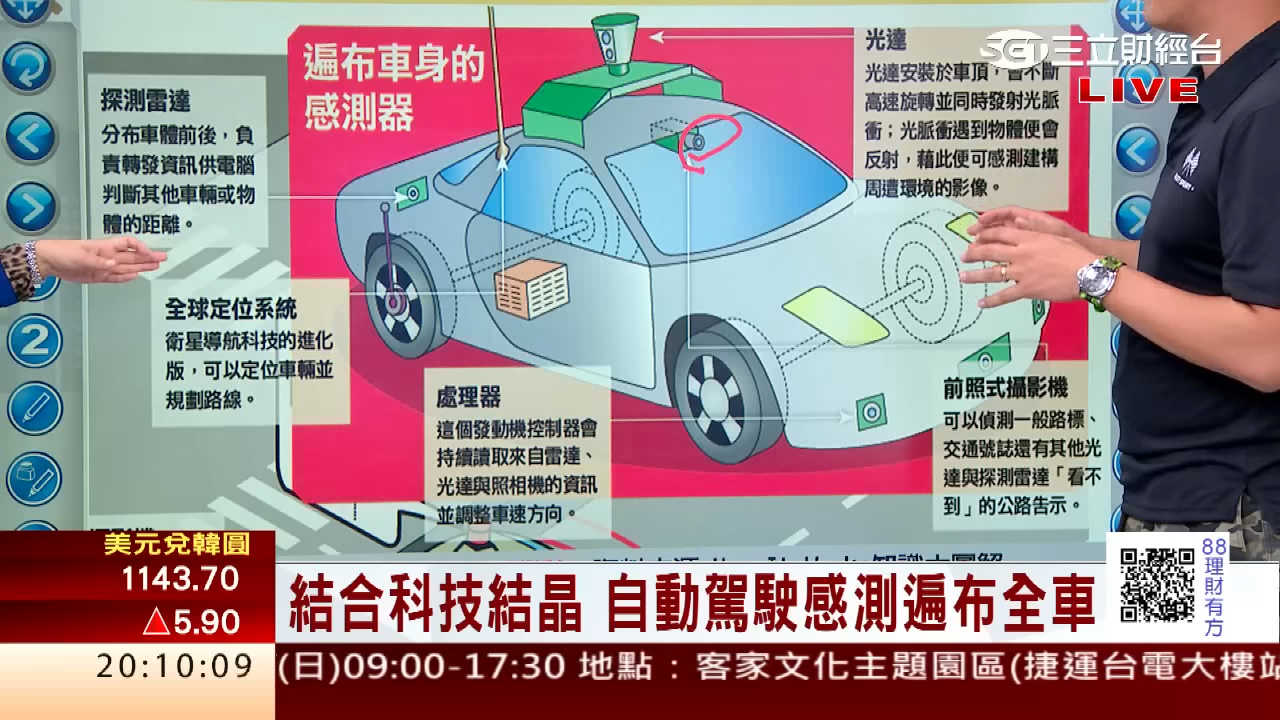 遍布車身的
感測器
探測雷達
分布車體前後，負
責轉發資訊供電腦
判斷其他車輛或物
體的距離。
全球定位系統
衛星導航科技的進化
版，可以定位車輛並
規劃路線。
處理器
這個發動機控制器會
持續讀取來自雷達、
光達與照相機的資訊
並調整車速方向。
光達
光達安裝於車頂，會不斷
高速旋轉並同時發射光脈
衝；光脈衝遇到物體便會
反射，藉此便可感測建構
周遭環境的影像。
前照式攝影機
可以偵測一般路標、
交通號誌還有其他光
達與探測雷達「看不
到」的公路告示。
三立財經台
LIVE
2
美元兌韓圓
1143.70
△5.90
20:10:09
結合科技結晶 自動駕駛感測遍布全車
88理財有方
(日)09:00-17:30 地點：客家文化主題園區(捷運台電大樓站